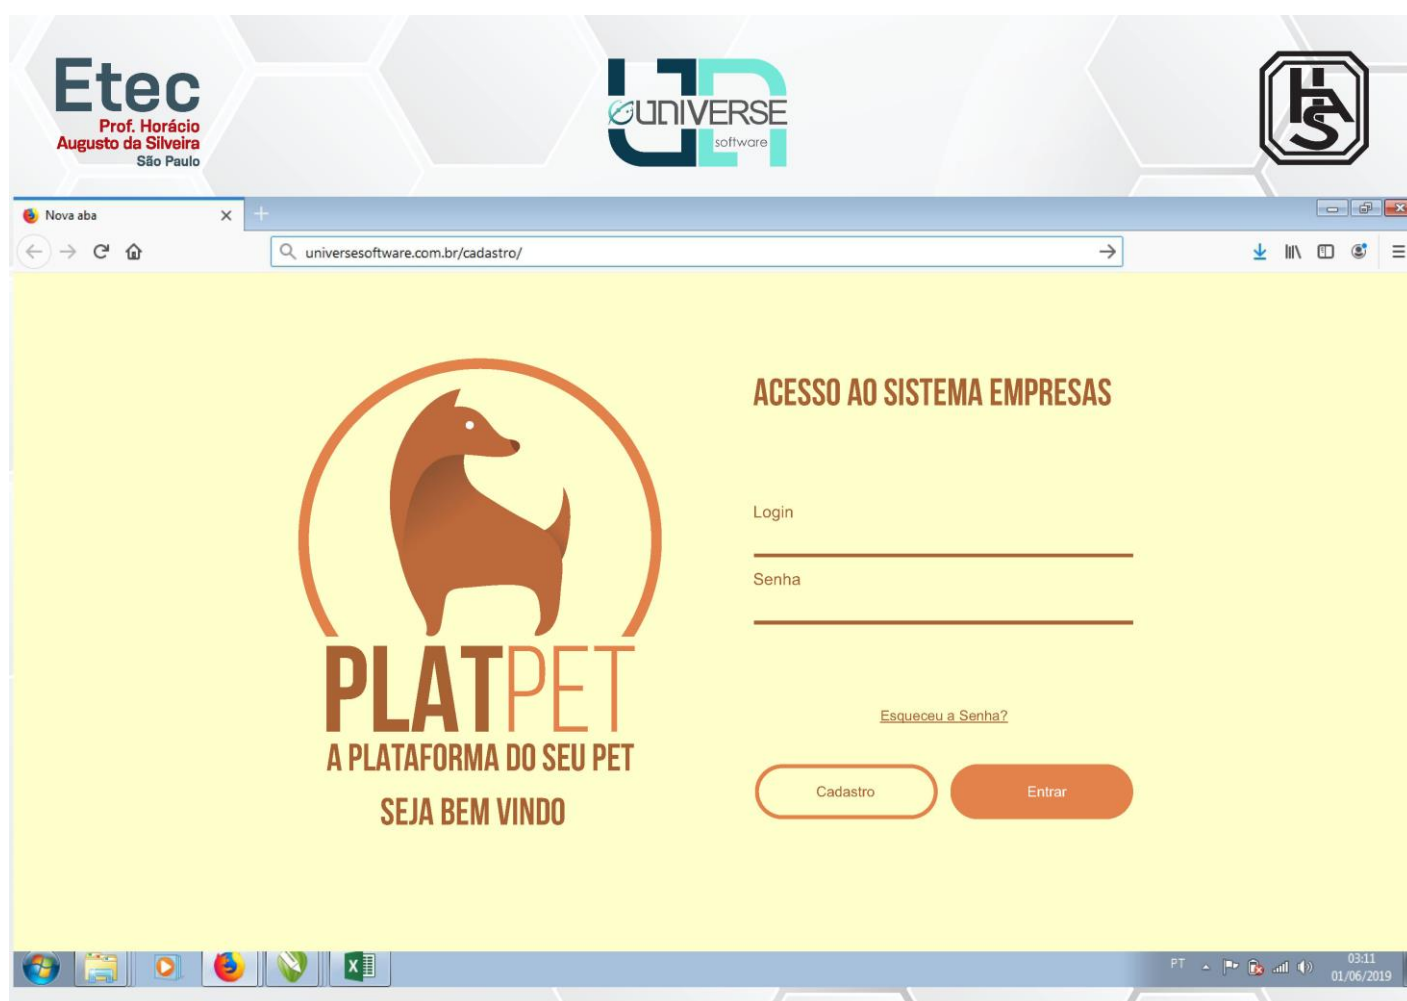 Etec
Prof. Horácio
Augusto da Silveira
São Paulo
UNIVERSE
software
HAS
Nova aba
universesoftware.com.br/cadastro/
ACESSO AO SISTEMA EMPRESAS
Login
Senha
Esqueceu a Senha?
Cadastro
Entrar
PLATPET
A PLATAFORMA DO SEU PET
SEJA BEM VINDO
PT
03:11
01/06/2019